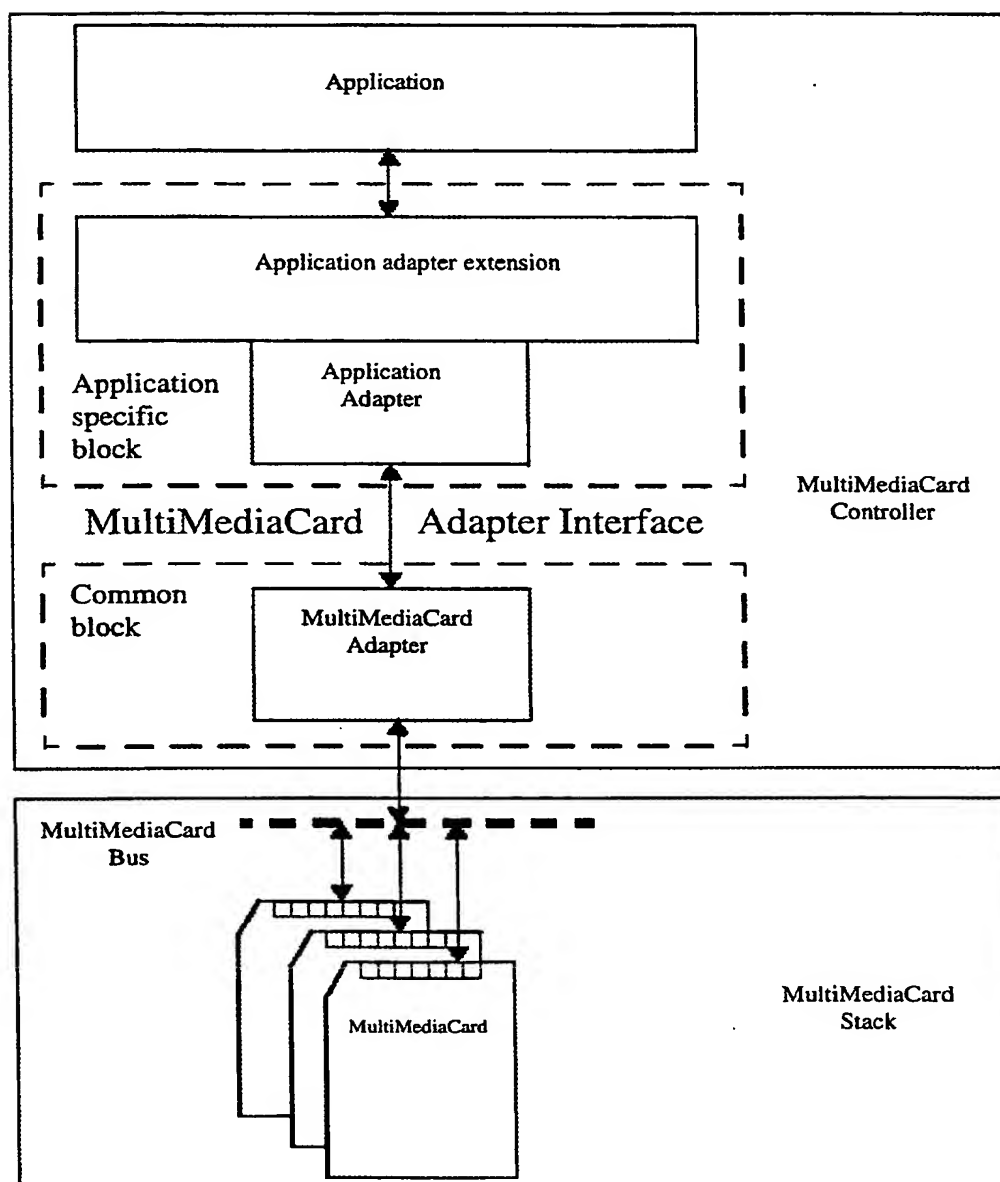 Application
Application adapter extension
Application
Adapter
Application
specific
block
MultiMediaCard
Controller
MultiMediaCard Adapter Interface
Common
block
MultiMediaCard
Adapter
MultiMediaCard
Bus
MultiMediaCard
MultiMediaCard
Stack